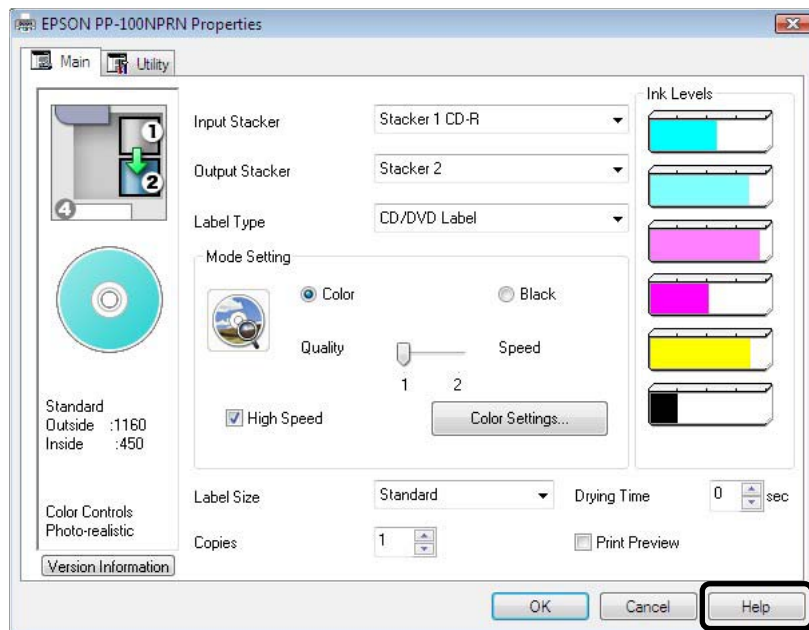 EPSON PP-100NPRN Properties
Main
Utility
1
2
4
Standard
Outside :1160
Inside :450
Color Controls
Photo-realistic
Version Information
Input Stacker
Stacker 1 CD-R
Output Stacker
Stacker 2
Label Type
CD/DVD Label
Mode Setting
Color
Black
Quality
Speed
1 2
High Speed
Color Settings...
Label Size
Standard
Drying Time
0
sec
Copies
1
Print Preview
Ink Levels
OK
Cancel
Help